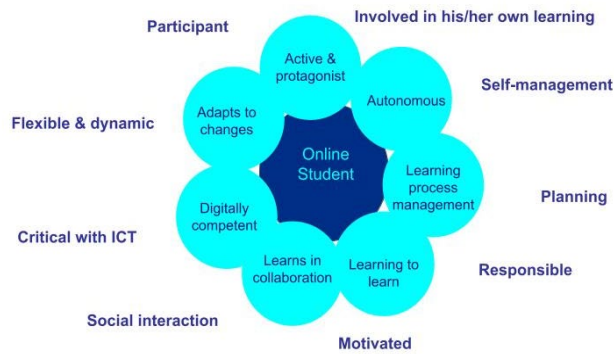 Involved in his/her own learning
Participant
Active &
protagonist
Self-management
Autonomous
Adapts to
changes
Flexible & dynamic
Online
Student
Learning
process
management
Planning
Digitally
competent
Critical with ICT
Learns in
collaboration
Learning to
learn
Responsible
Social interaction
Motivated